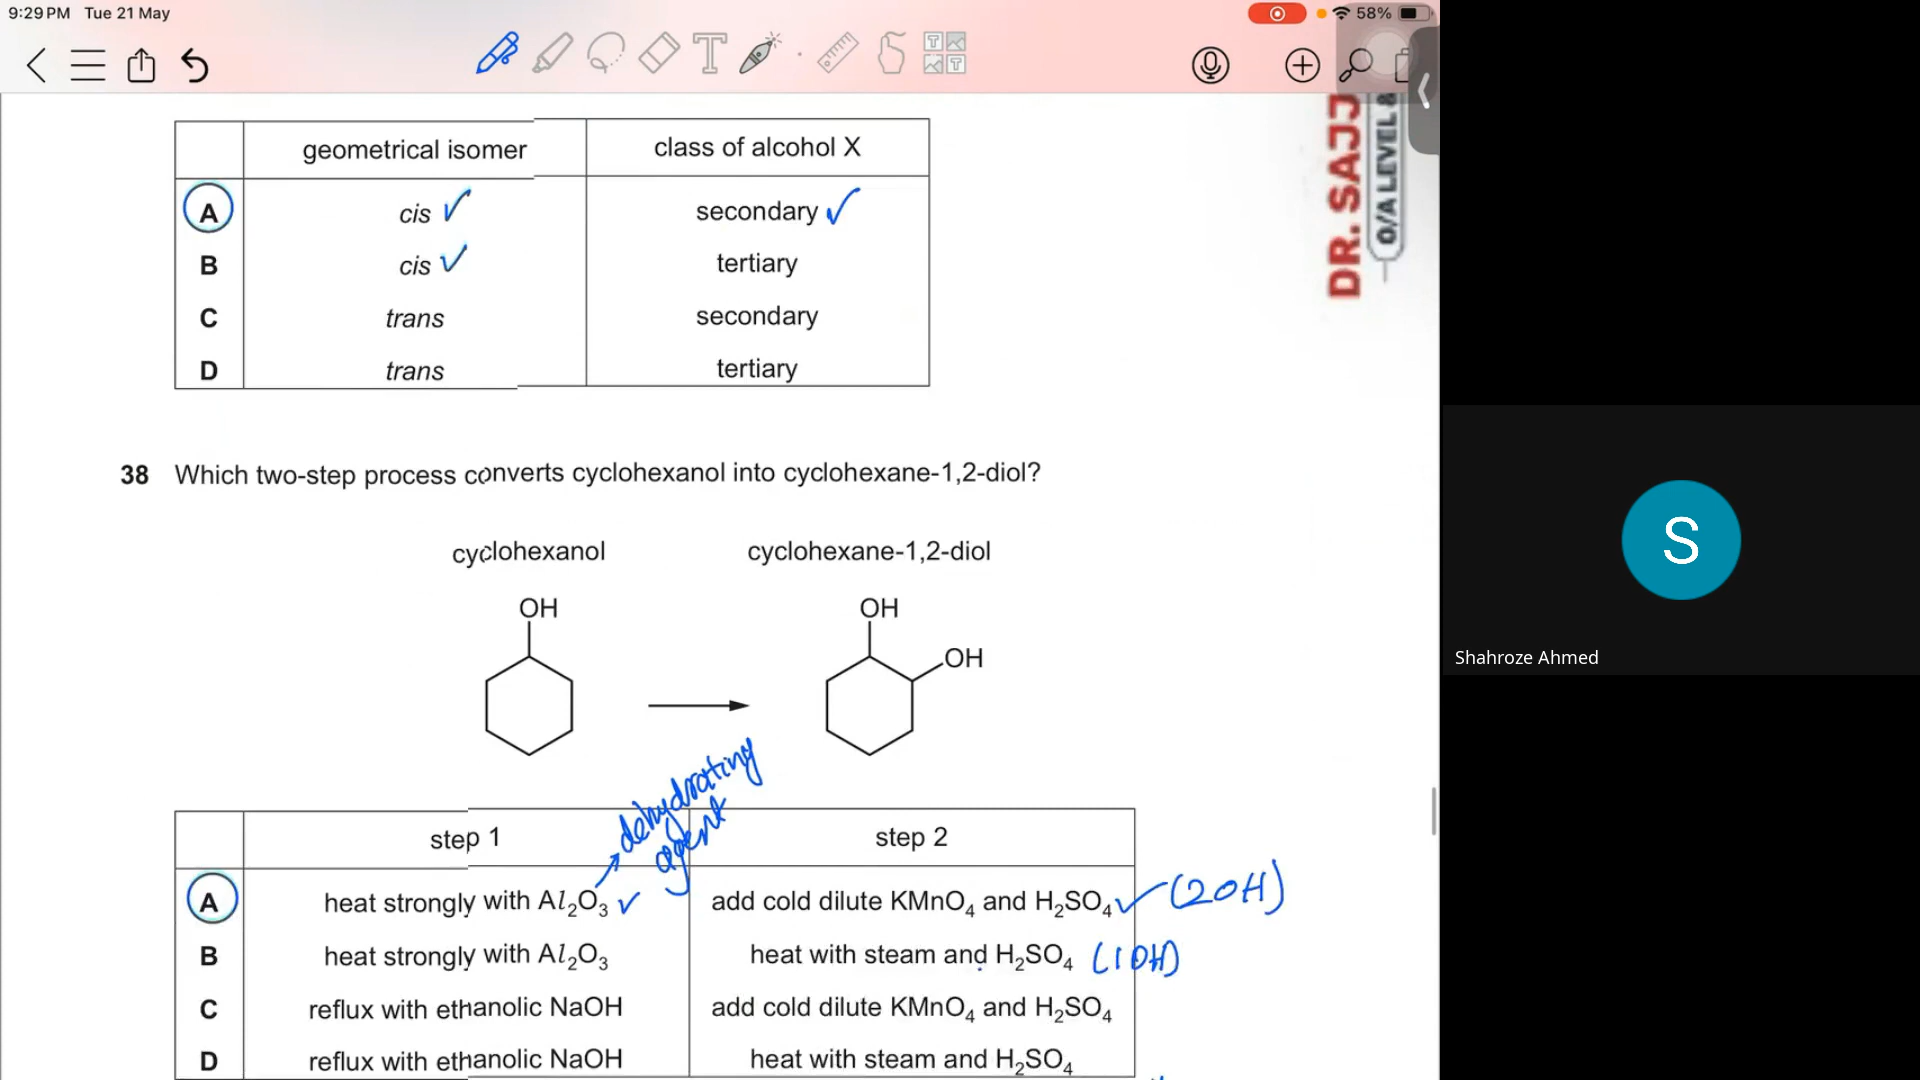 9:29 PM Tue 21 May
58%
DR. SAJJ
O/A LEVEL &
geometrical isomer class of alcohol X
A cis ✓ secondary ✓
B cis ✓ tertiary
C trans secondary
D trans tertiary
38 Which two-step process converts cyclohexanol into cyclohexane-1,2-diol?
cyclohexanol cyclohexane-1,2-diol
OH OH
OH
dehydrating
agent
step 1 step 2
A heat strongly with Al₂O₃ ✓ add cold dilute KMnO₄ and H₂SO₄ ✓ (2OH)
B heat strongly with Al₂O₃ heat with steam and H₂SO₄ (1OH)
C reflux with ethanolic NaOH add cold dilute KMnO₄ and H₂SO₄
D reflux with ethanolic NaOH heat with steam and H₂SO₄
S
Shahroze Ahmed